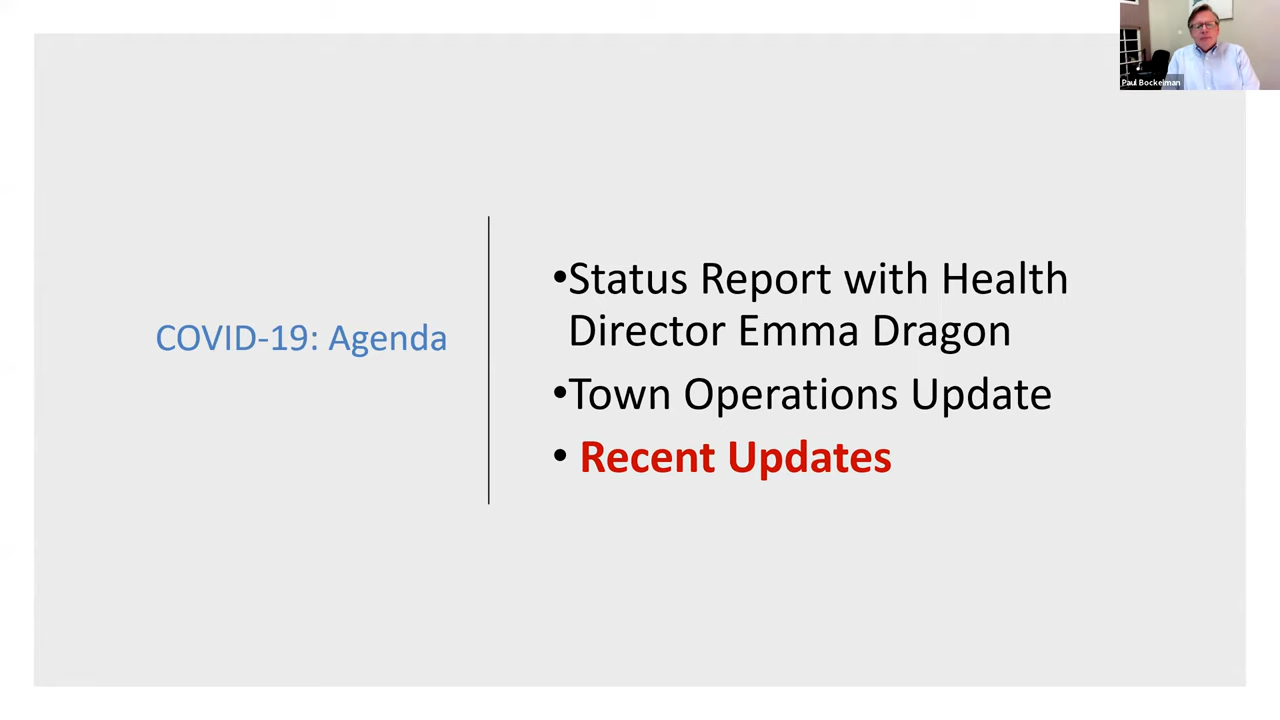 Paul Bockelman
COVID-19: Agenda
•Status Report with Health
Director Emma Dragon
•Town Operations Update
• Recent Updates